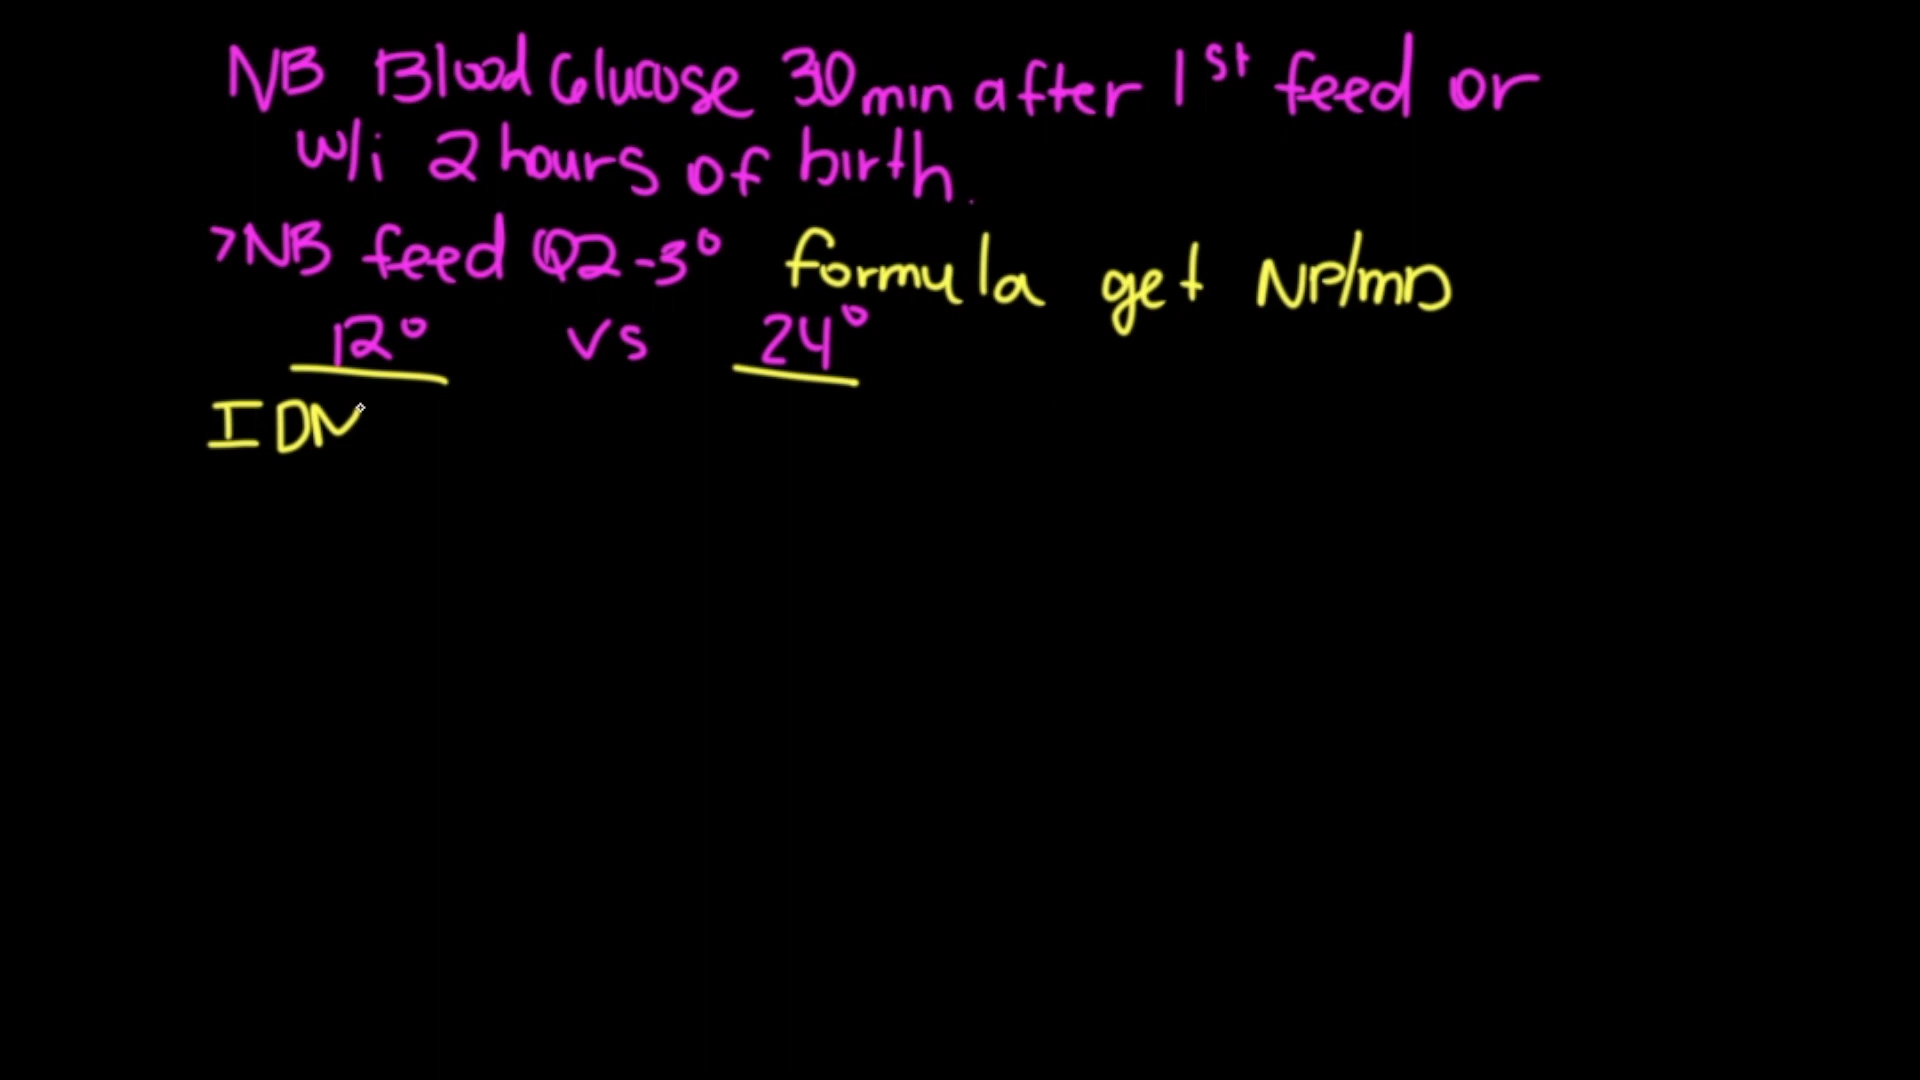 NB Blood Glucose 30min after 1st feed or
w/i 2 hours of birth.
>NB feed Q2-3° formula get NP/MD
12° vs 24°
IDM